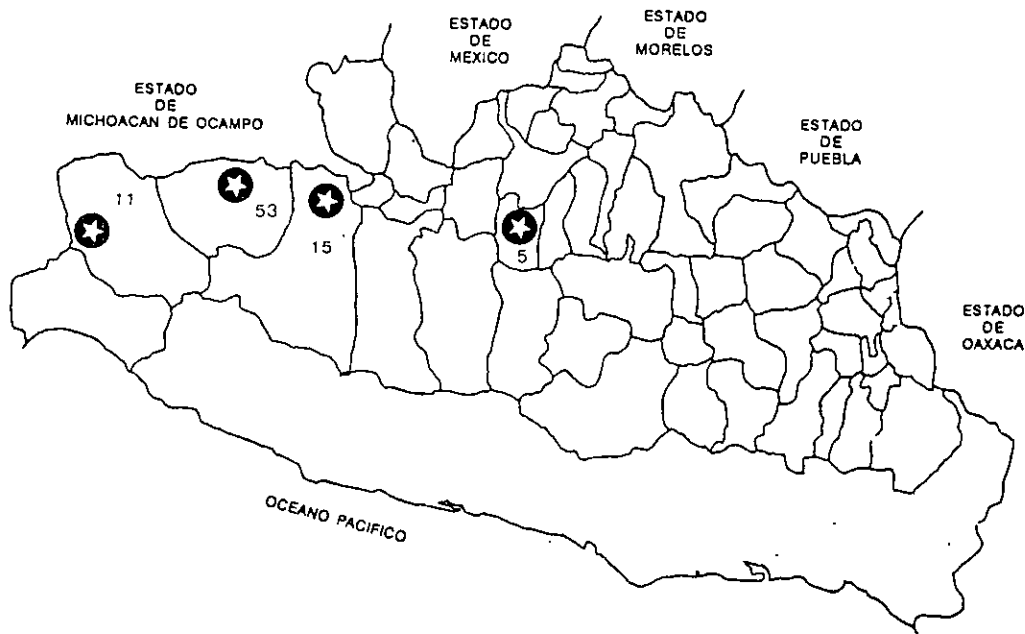 ESTADO
DE
MEXICO
ESTADO
DE
MORELOS
ESTADO
DE
MICHOACAN DE OCAMPO
ESTADO
DE
PUEBLA
11
53
15
5
ESTADO
DE
OAXACA
OCEANO PACIFICO